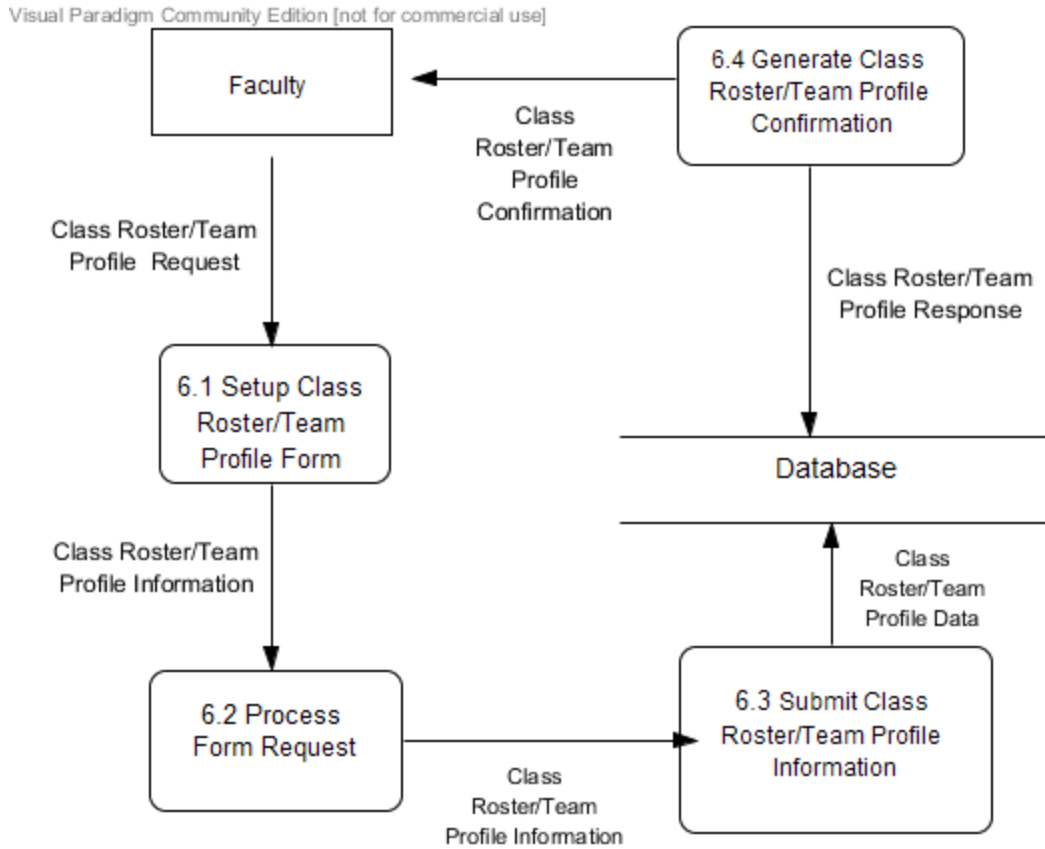 Visual Paradigm Community Edition [not for commercial use]
Faculty
6.4 Generate Class
Roster/Team Profile
Confirmation
Class
Roster/Team
Profile
Confirmation
Class Roster/Team
Profile Request
Class Roster/Team
Profile Response
6.1 Setup Class
Roster/Team
Profile Form
Database
Class Roster/Team
Profile Information
Class
Roster/Team
Profile Data
6.2 Process
Form Request
6.3 Submit Class
Roster/Team Profile
Information
Class
Roster/Team
Profile Information